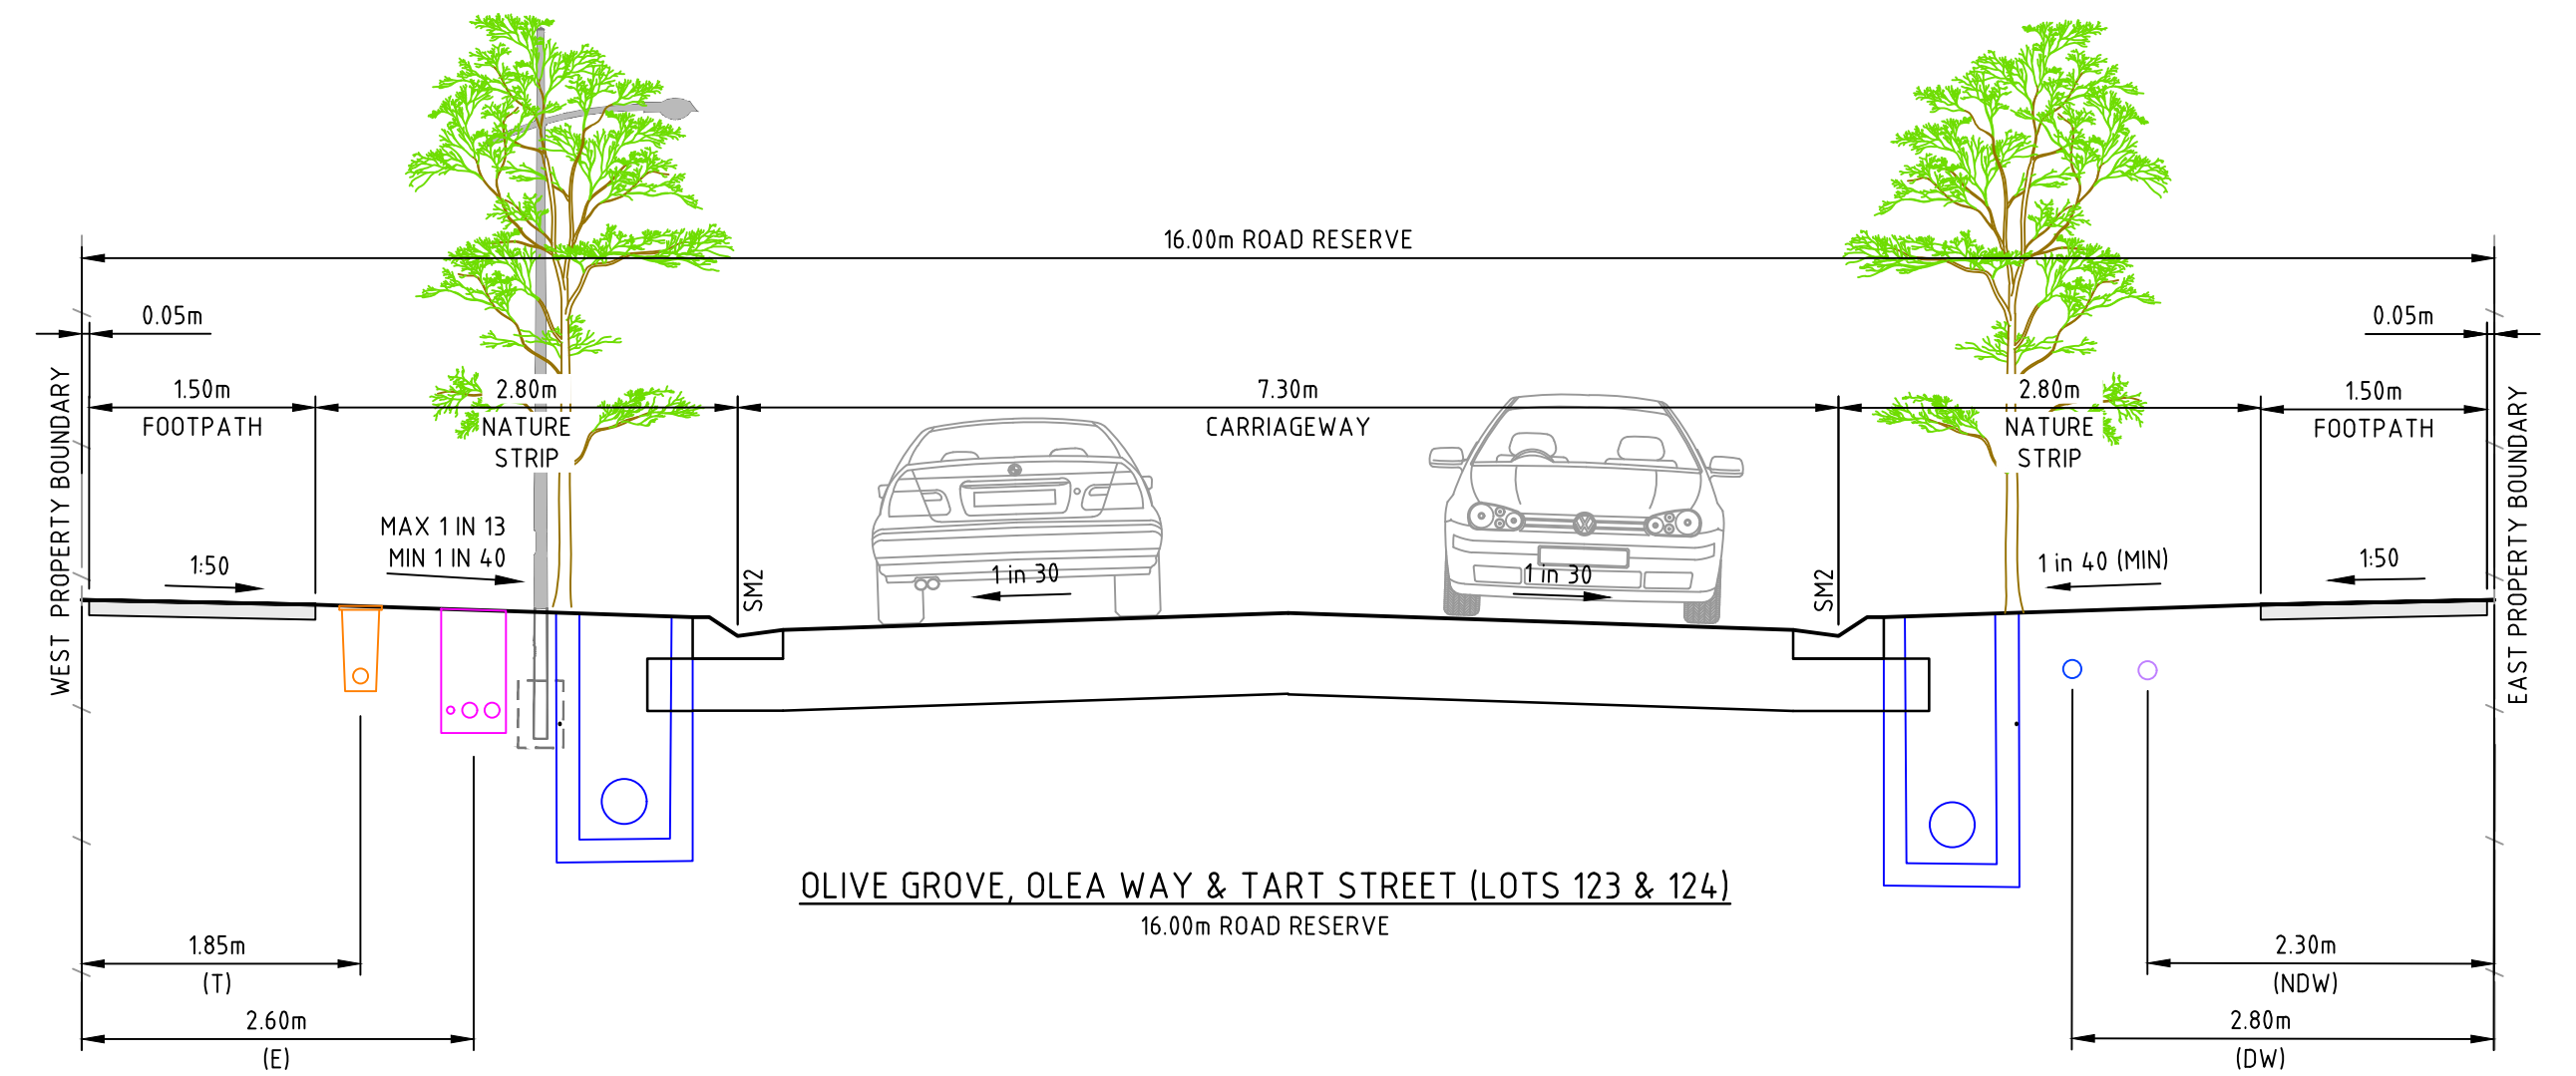 16.00m ROAD RESERVE
0.05m
0.05m
1.50m
FOOTPATH
2.80m
NATURE
STRIP
7.30m
CARRIAGEWAY
2.80m
NATURE
STRIP
1.50m
FOOTPATH
WEST PROPERTY BOUNDARY
EAST PROPERTY BOUNDARY
MAX 1 IN 13
MIN 1 IN 40
1:50
SM2
1 in 30
1 in 30
SM2
1 in 40 (MIN)
1:50
OLIVE GROVE, OLEA WAY & TART STREET (LOTS 123 & 124)
16.00m ROAD RESERVE
1.85m
(T)
2.60m
(E)
2.30m
(NDW)
2.80m
(DW)